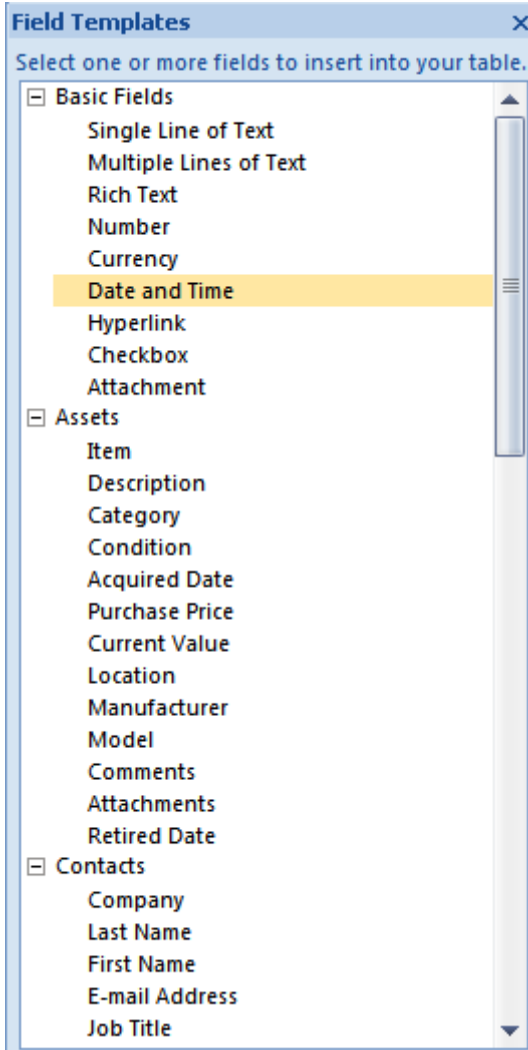 Field Templates
Select one or more fields to insert into your table.
Basic Fields
Single Line of Text
Multiple Lines of Text
Rich Text
Number
Currency
Date and Time
Hyperlink
Checkbox
Attachment
Assets
Item
Description
Category
Condition
Acquired Date
Purchase Price
Current Value
Location
Manufacturer
Model
Comments
Attachments
Retired Date
Contacts
Company
Last Name
First Name
E-mail Address
Job Title